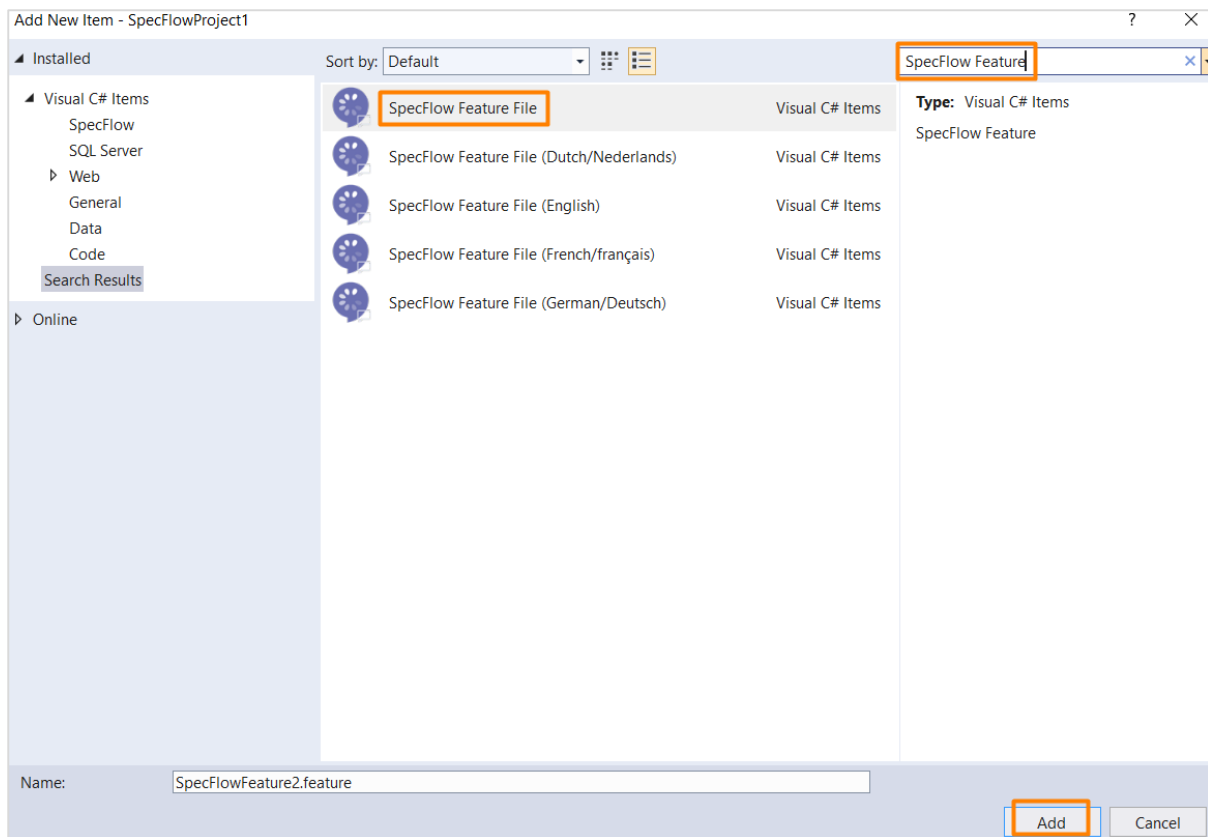 Add New Item - SpecFlowProject1
?
Installed
Sort by: Default
SpecFlow Feature
Visual C# Items
SpecFlow
SQL Server
Web
General
Data
Code
Search Results
Online
SpecFlow Feature File Visual C# Items
SpecFlow Feature File (Dutch/Nederlands) Visual C# Items
SpecFlow Feature File (English) Visual C# Items
SpecFlow Feature File (French/français) Visual C# Items
SpecFlow Feature File (German/Deutsch) Visual C# Items
Type: Visual C# Items
SpecFlow Feature
Name: SpecFlowFeature2.feature
Add Cancel